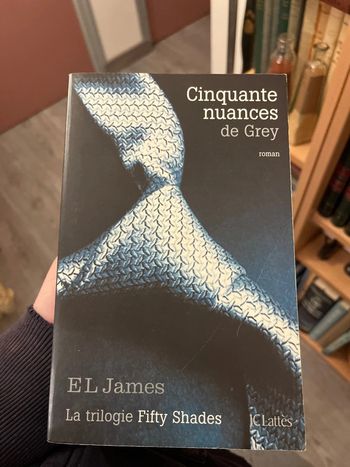 Cinquante
nuances
de Grey
roman
EL James
La trilogie Fifty Shades
JC Lattès